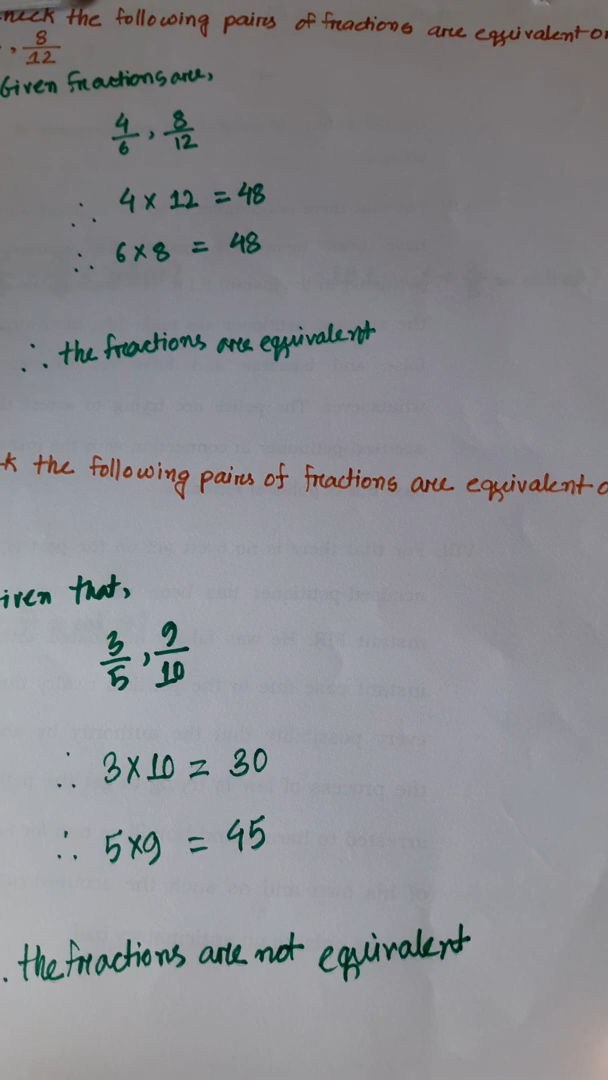 the following pairs of fractions are equivalent or
, 8/12
Given fractions are,
4/6 , 8/12
∴ 4 x 12 = 48
∴ 6 x 8 = 48
∴ the fractions are equivalent
k the following pairs of fractions are equivalent o
iven that,
3/5 , 9/10
∴ 3 x 10 = 30
∴ 5 x 9 = 45
. the fractions are not equivalent